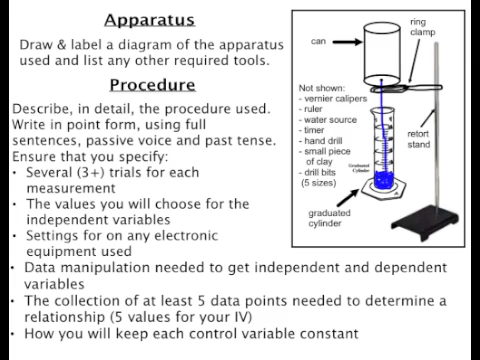 Apparatus
Draw & label a diagram of the apparatus
used and list any other required tools.
Procedure
Describe, in detail, the procedure used.
Write in point form, using full
sentences, passive voice and past tense.
Ensure that you specify:
• Several (3+) trials for each
measurement
• The values you will choose for the
independent variables
• Settings for on any electronic
equipment used
• Data manipulation needed to get independent and dependent
variables
• The collection of at least 5 data points needed to determine a
relationship (5 values for your IV)
• How you will keep each control variable constant
can
ring
clamp
Not shown:
- vernier calipers
- ruler
- water source
- timer
- hand drill
- small piece
of clay
- drill bits
(5 sizes)
Graduated
Cylinder
retort
stand
graduated
cylinder